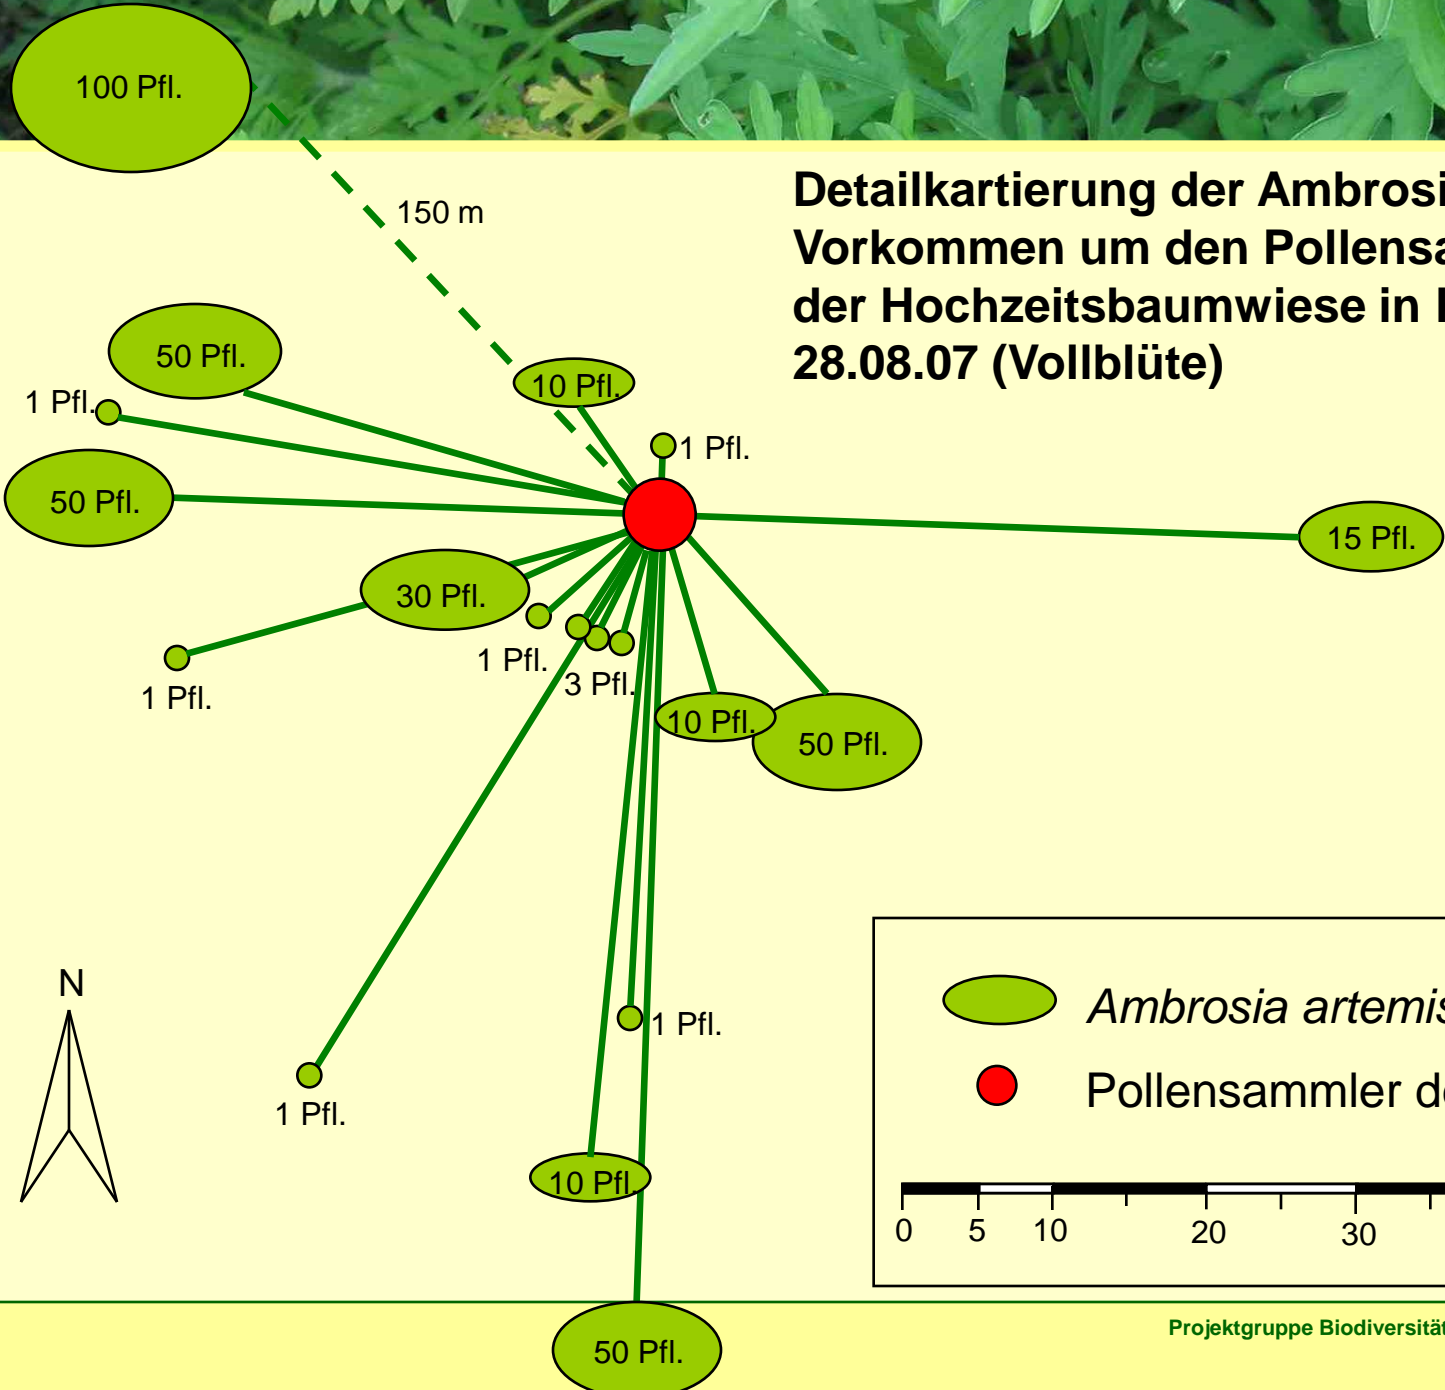 100 Pfl.
150 m
Detailkartierung der Ambrosi
Vorkommen um den Pollensa
der Hochzeitsbaumwiese in
28.08.07 (Vollblüte)
50 Pfl.
10 Pfl.
1 Pfl.
1 Pfl.
50 Pfl.
15 Pfl.
30 Pfl.
1 Pfl.
3 Pfl.
1 Pfl.
10 Pfl.
50 Pfl.
N
1 Pfl.
1 Pfl.
10 Pfl.
50 Pfl.
Ambrosia artemis
Pollensammler de
0 5 10 20 30
Projektgruppe Biodiversität